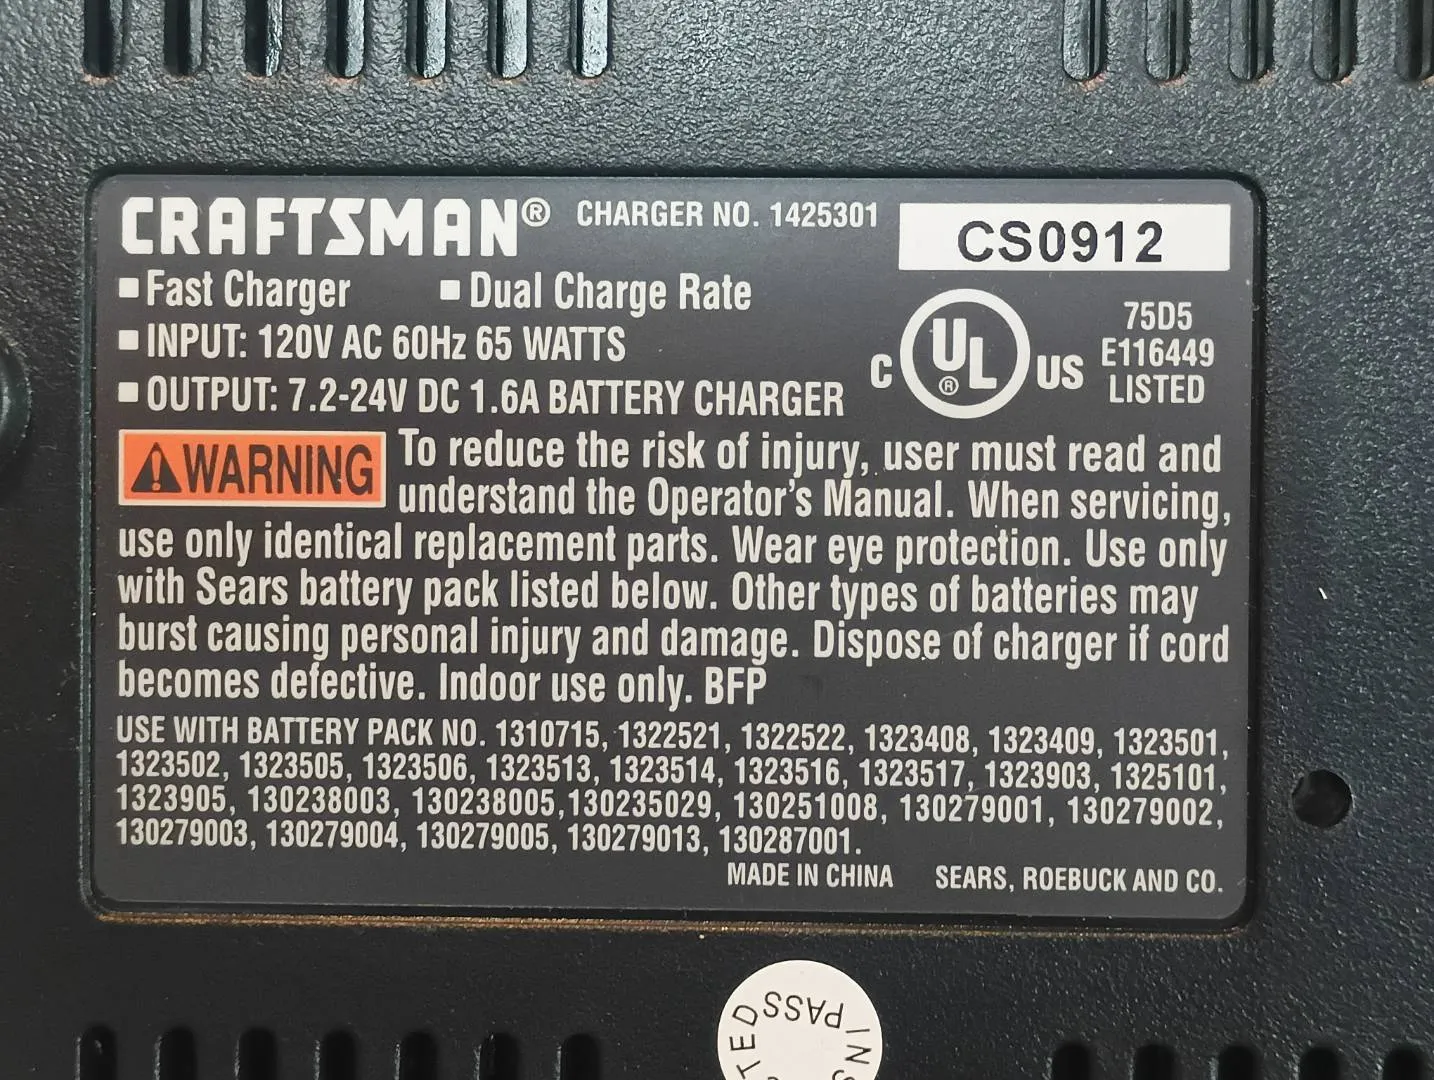 CRAFTSMAN® CHARGER NO. 1425301 CS0912
▪Fast Charger ▪Dual Charge Rate
▪INPUT: 120V AC 60Hz 65 WATTS
▪OUTPUT: 7.2-24V DC 1.6A BATTERY CHARGER
C UL® US
75D5
E116449
LISTED
⚠WARNING To reduce the risk of injury, user must read and
understand the Operator's Manual. When servicing,
use only identical replacement parts. Wear eye protection. Use only
with Sears battery pack listed below. Other types of batteries may
burst causing personal injury and damage. Dispose of charger if cord
becomes defective. Indoor use only. BFP
USE WITH BATTERY PACK NO. 1310715, 1322521, 1322522, 1323408, 1323409, 1323501,
1323502, 1323505, 1323506, 1323513, 1323514, 1323516, 1323517, 1323903, 1325101,
1323905, 130238003, 130238005,130235029, 130251008, 130279001, 130279002,
130279003, 130279004, 130279005, 130279013, 130287001.
MADE IN CHINA SEARS, ROEBUCK AND CO.
PASS